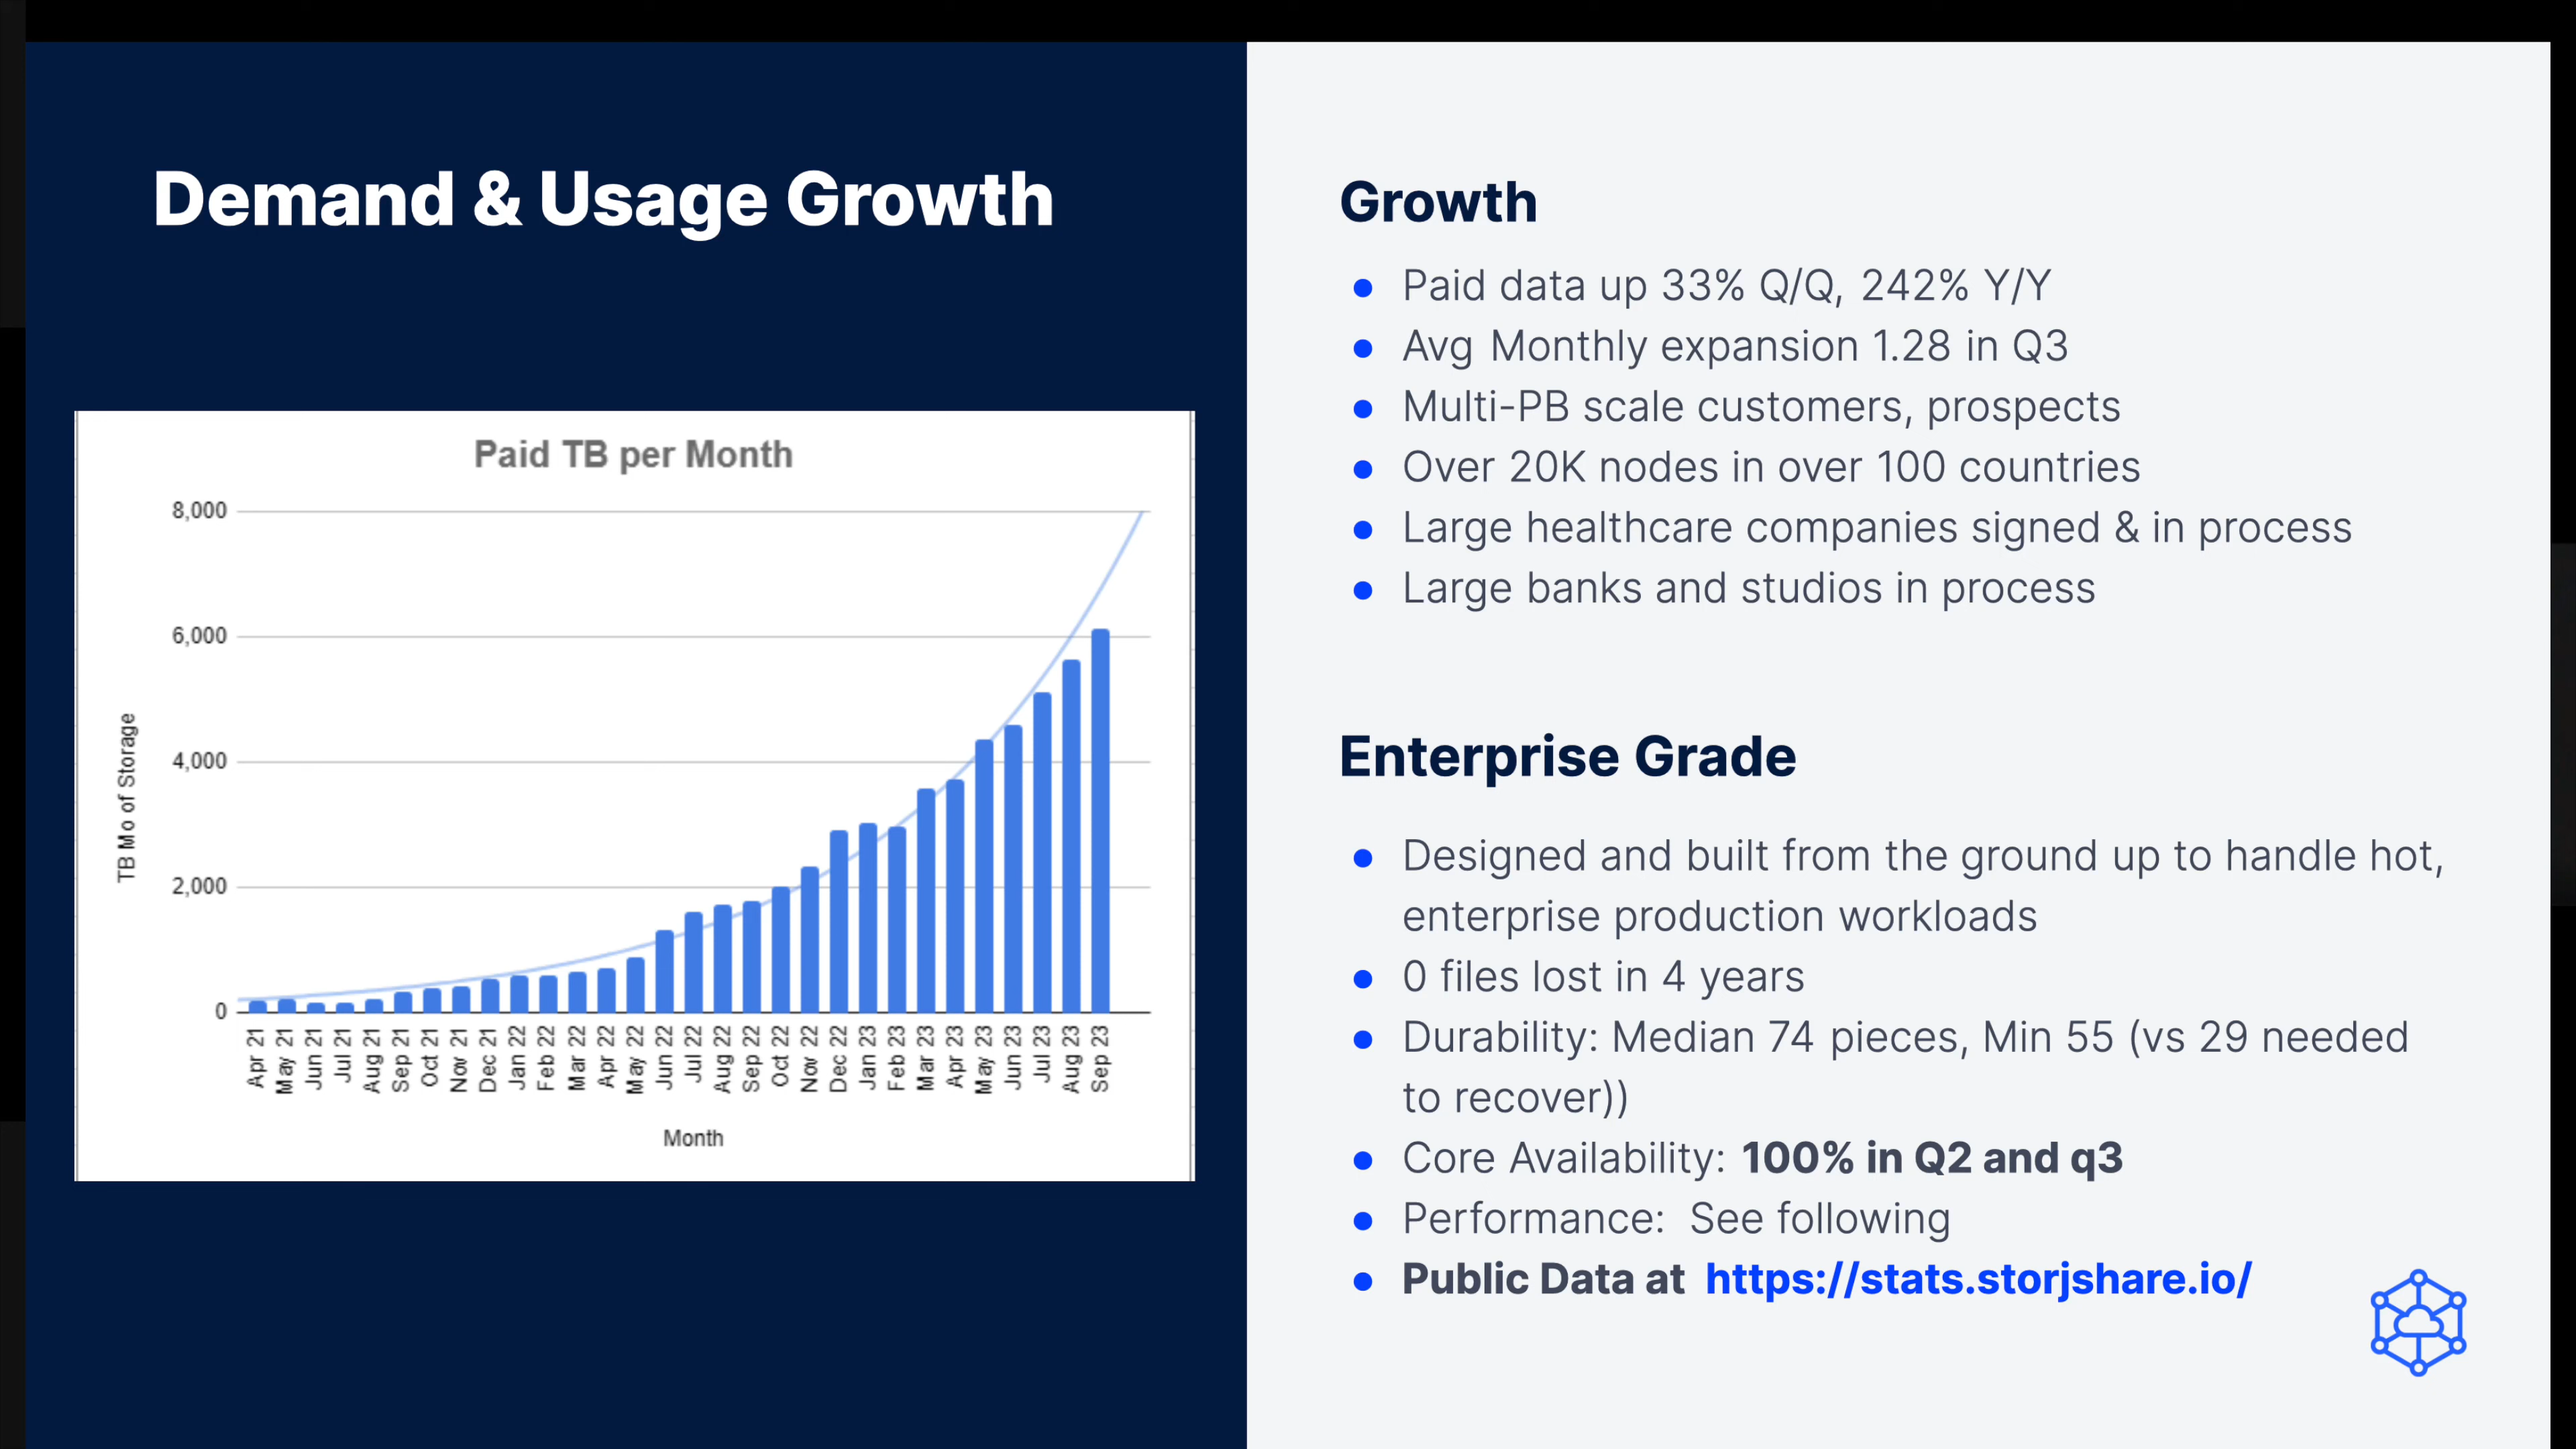 Demand & Usage Growth
Paid TB per Month
8,000
6,000
4,000
2,000
0
TB Mo of Storage
Apr 21
May 21
Jun 21
Jul 21
Aug 21
Sep 21
Oct 21
Nov 21
Dec 21
Jan 22
Feb 22
Mar 22
Apr 22
May 22
Jun 22
Jul 22
Aug 22
Sep 22
Oct 22
Nov 22
Dec 22
Jan 23
Feb 23
Mar 23
Apr 23
May 23
Jun 23
Jul 23
Aug 23
Sep 23
Month
Growth
● Paid data up 33% Q/Q, 242% Y/Y
● Avg Monthly expansion 1.28 in Q3
● Multi-PB scale customers, prospects
● Over 20K nodes in over 100 countries
● Large healthcare companies signed & in process
● Large banks and studios in process
Enterprise Grade
● Designed and built from the ground up to handle hot,
enterprise production workloads
● 0 files lost in 4 years
● Durability: Median 74 pieces, Min 55 (vs 29 needed
to recover))
● Core Availability: 100% in Q2 and q3
● Performance:  See following
● Public Data at  https://stats.storjshare.io/